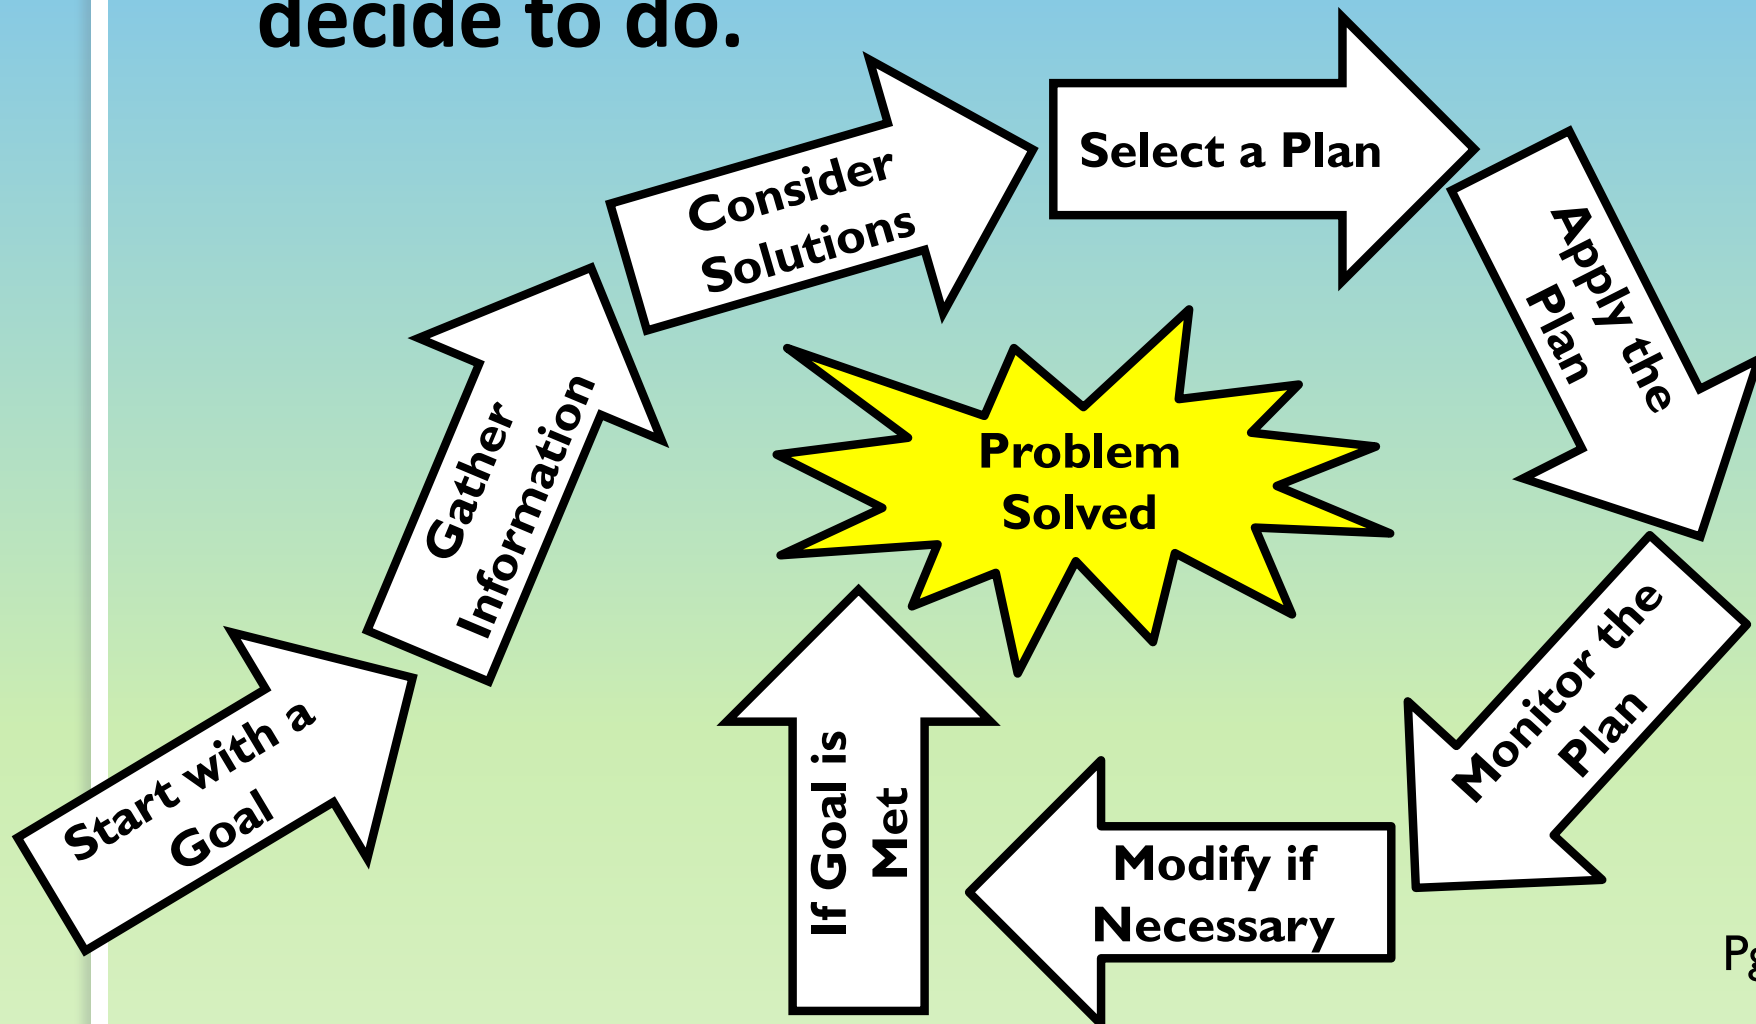 decide to do.
Start with a
Goal
Gather
Information
Consider
Solutions
Select a Plan
Apply the
Plan
Monitor the
Plan
Modify if
Necessary
If Goal is
Met
Problem
Solved